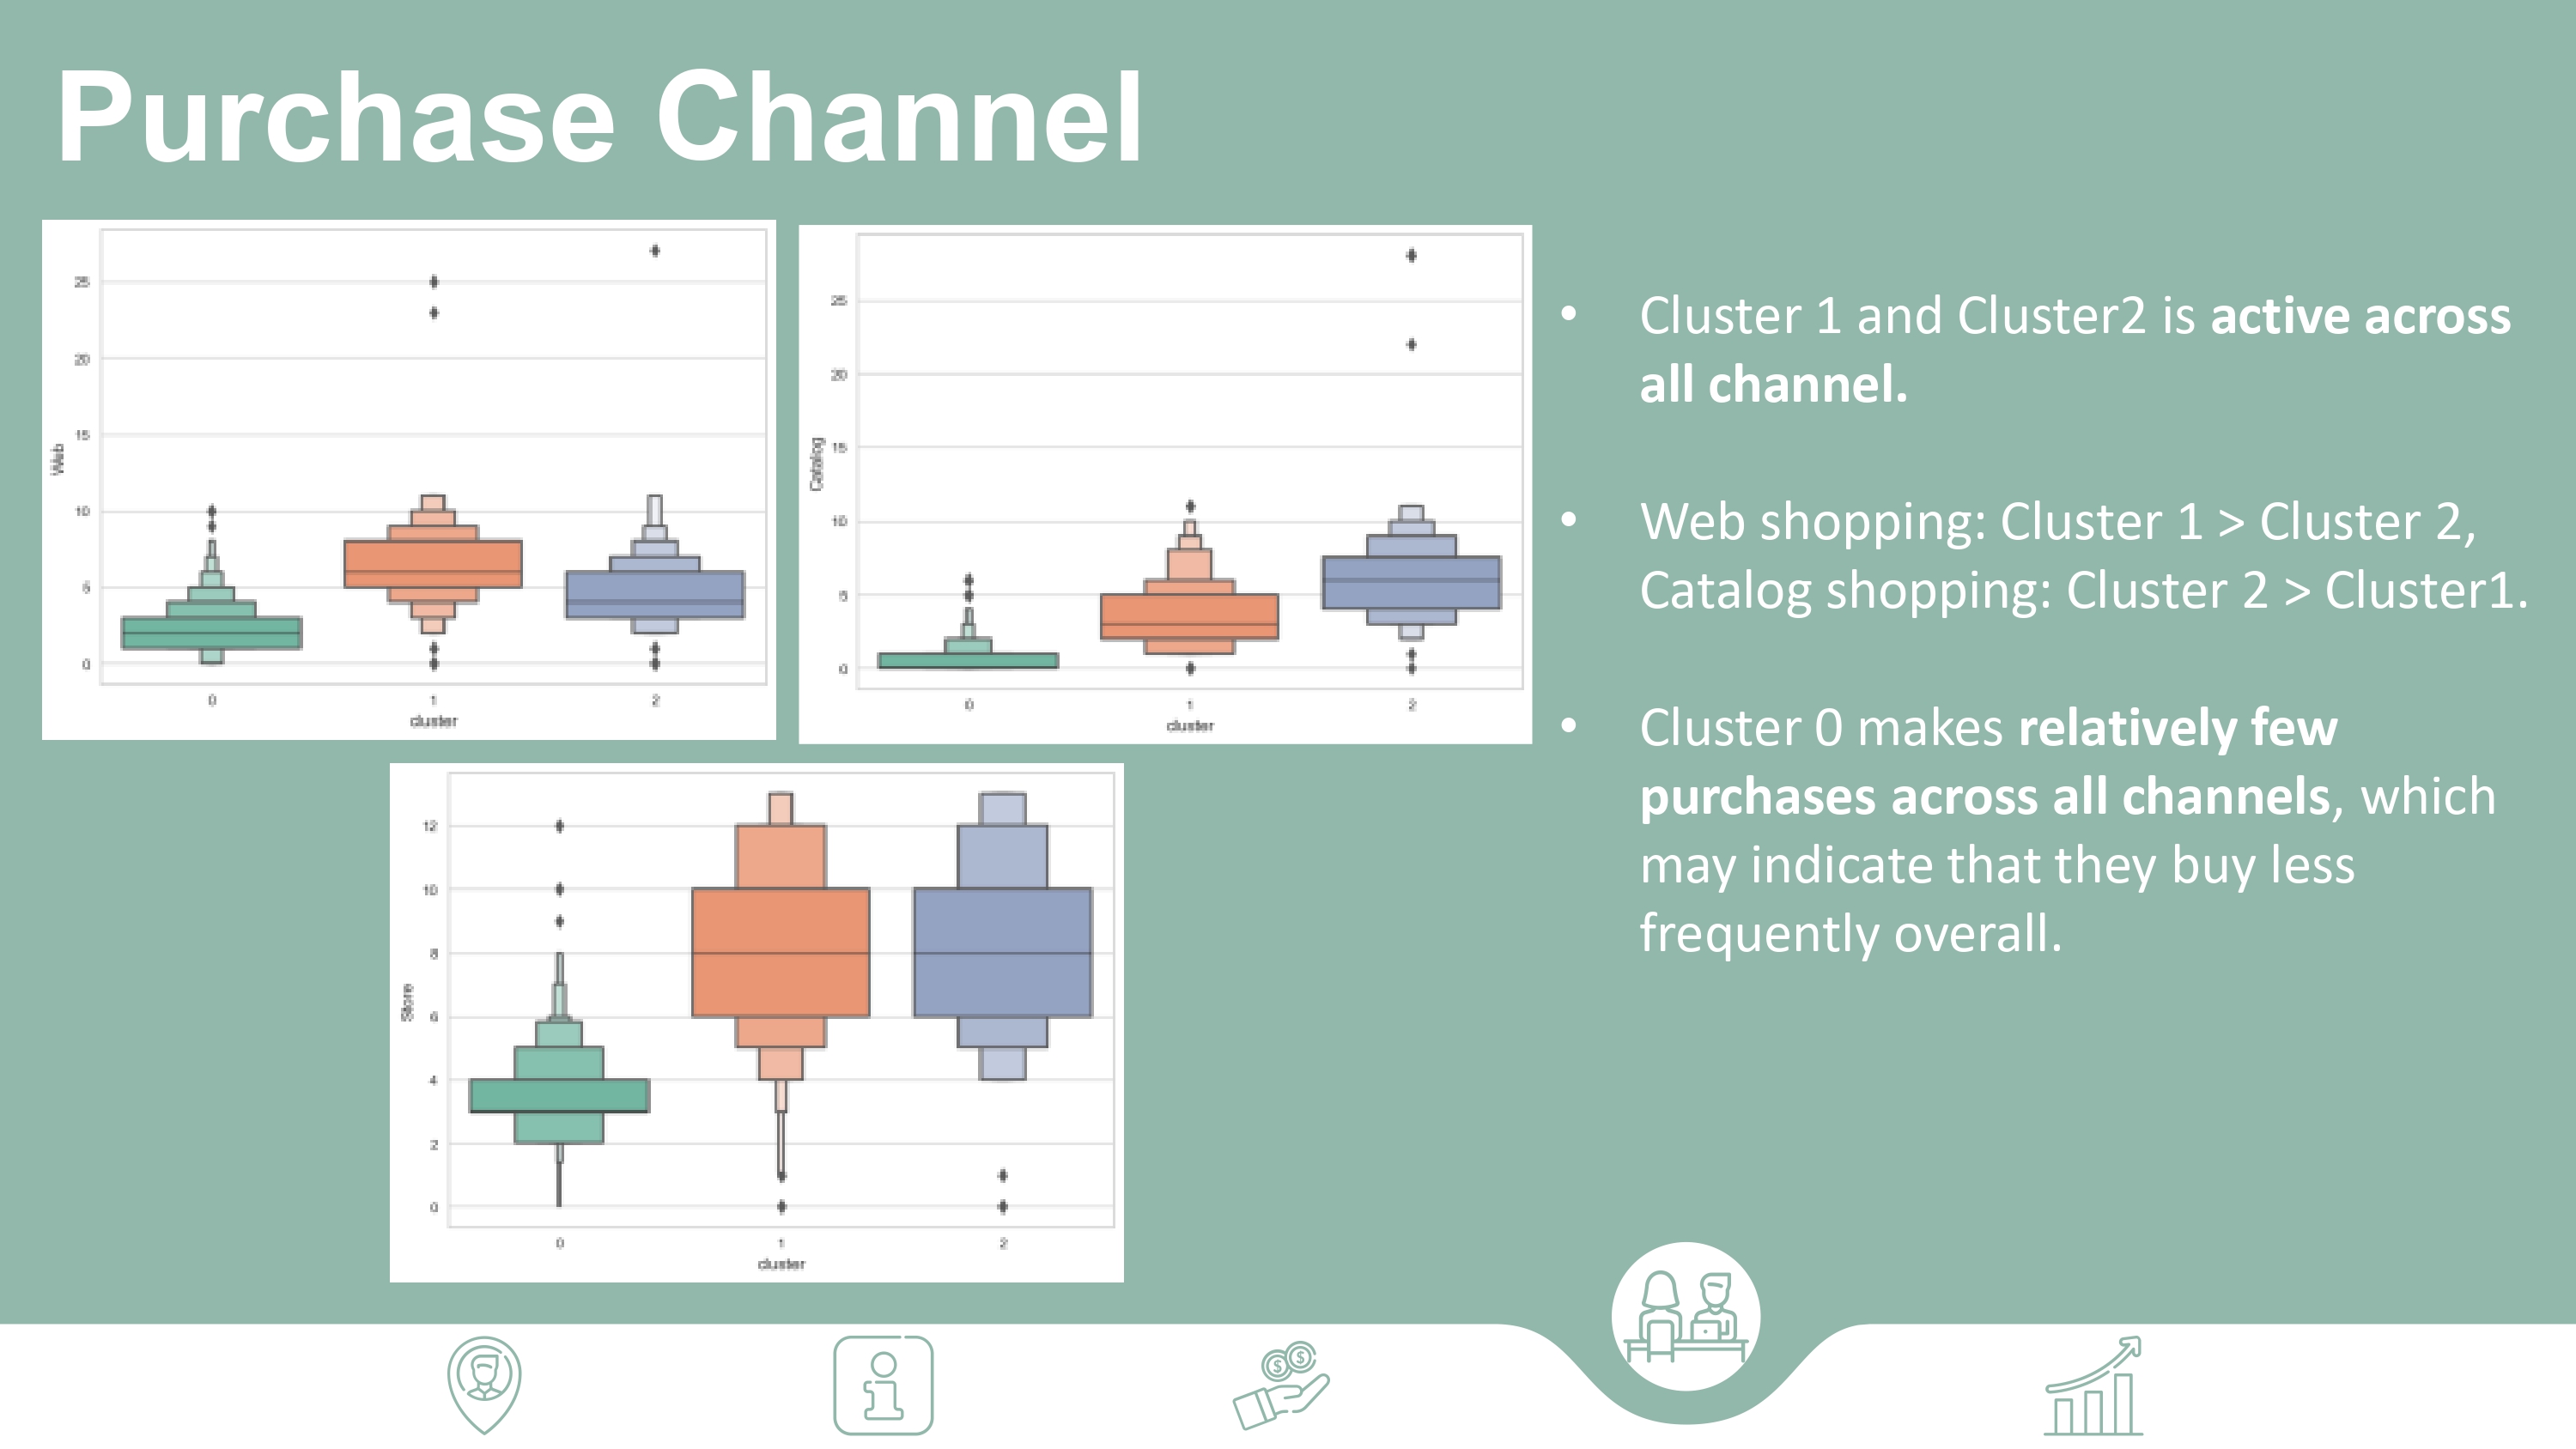 Purchase Channel
25
20
15
10
5
0
Web
0 1 2
cluster
25
20
15
10
5
0
Catalog
0 1 2
cluster
12
10
8
6
4
2
0
Store
0 1 2
cluster
• Cluster 1 and Cluster2 is active across
all channel.
• Web shopping: Cluster 1 > Cluster 2,
Catalog shopping: Cluster 2 > Cluster1.
• Cluster 0 makes relatively few
purchases across all channels, which
may indicate that they buy less
frequently overall.
$ $